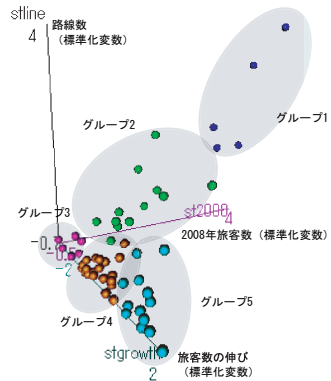 stline
4
路線数
(標準化変数)
グループ1
グループ2
グループ3
st2008
4
2008年旅客数（標準化変数）
-0.
-0.5
-2
グループ5
グループ4
stgrowth
2
旅客数の伸び
(標準化変数)